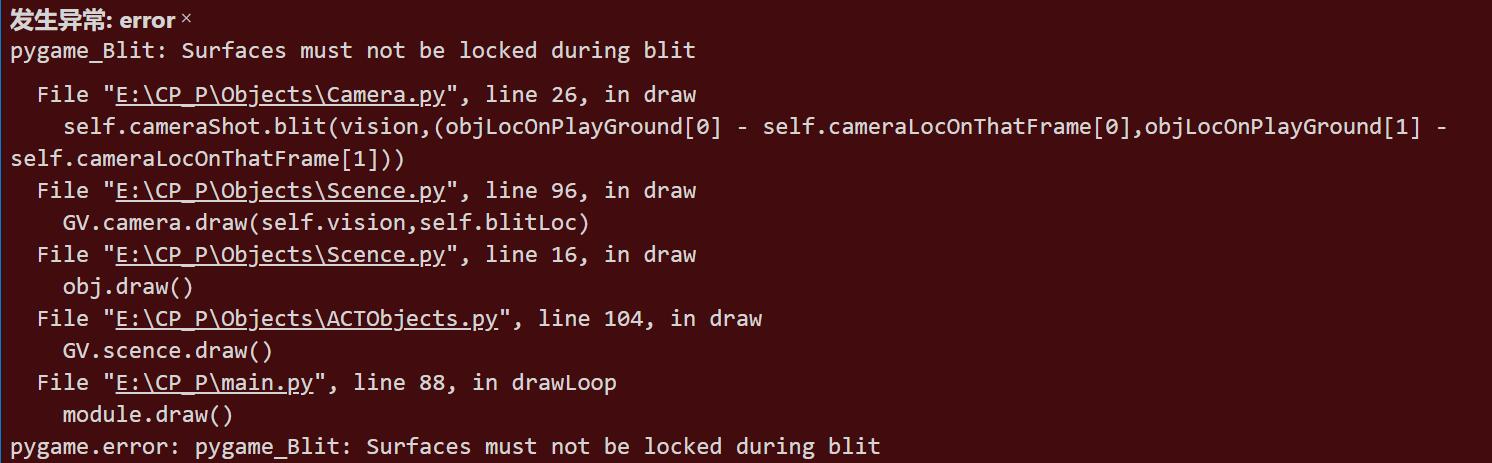 发生异常: error ×
pygame_Blit: Surfaces must not be locked during blit
File "E:\CP_P\Objects\Camera.py", line 26, in draw
self.cameraShot.blit(vision,(objLocOnPlayGround[0] - self.cameraLocOnThatFrame[0],objLocOnPlayGround[1] -
self.cameraLocOnThatFrame[1]))
File "E:\CP_P\Objects\Scence.py", line 96, in draw
GV.camera.draw(self.vision,self.blitLoc)
File "E:\CP_P\Objects\Scence.py", line 16, in draw
obj.draw()
File "E:\CP_P\Objects\ACTObjects.py", line 104, in draw
GV.scence.draw()
File "E:\CP_P\main.py", line 88, in drawLoop
module.draw()
pygame.error: pygame_Blit: Surfaces must not be locked during blit